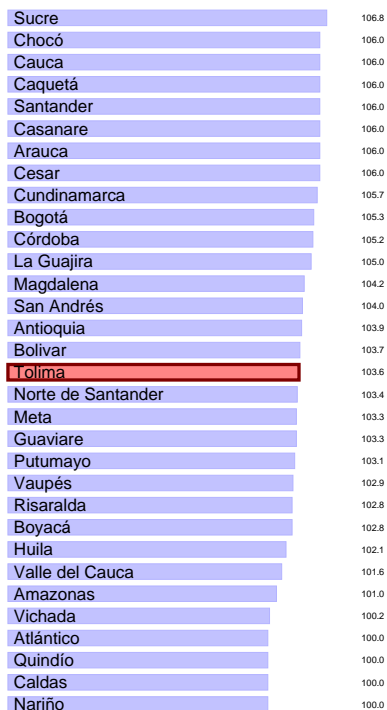 Sucre 106.8
Chocó 106.0
Cauca 106.0
Caquetá 106.0
Santander 106.0
Casanare 106.0
Arauca 106.0
Cesar 106.0
Cundinamarca 105.7
Bogotá 105.3
Córdoba 105.2
La Guajira 105.0
Magdalena 104.2
San Andrés 104.0
Antioquia 103.9
Bolivar 103.7
Tolima 103.6
Norte de Santander 103.4
Meta 103.3
Guaviare 103.3
Putumayo 103.1
Vaupés 102.9
Risaralda 102.8
Boyacá 102.8
Huila 102.1
Valle del Cauca 101.6
Amazonas 101.0
Vichada 100.2
Atlántico 100.0
Quindío 100.0
Caldas 100.0
Nariño 100.0